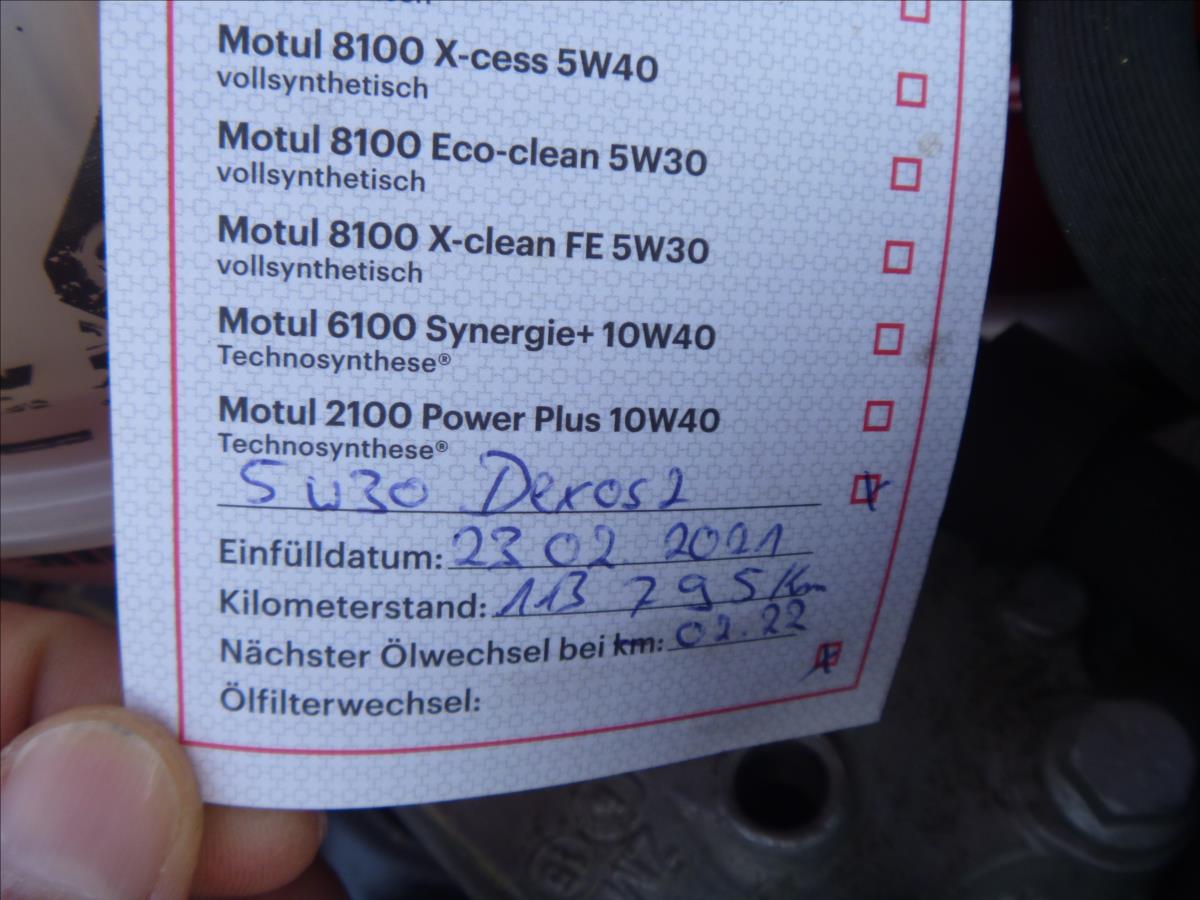 Motul 8100 X-cess 5W40
vollsynthetisch
Motul 8100 Eco-clean 5W30
vollsynthetisch
Motul 8100 X-clean FE 5W30
vollsynthetisch
Motul 6100 Synergie+ 10W40
Technosynthese®
Motul 2100 Power Plus 10W40
Technosynthese®
5w30 Dexos2
Einfülldatum: 23 02 2021
Kilometerstand: 113 795 Km
Nächster Ölwechsel bei km: 02.22
Ölfilterwechsel: